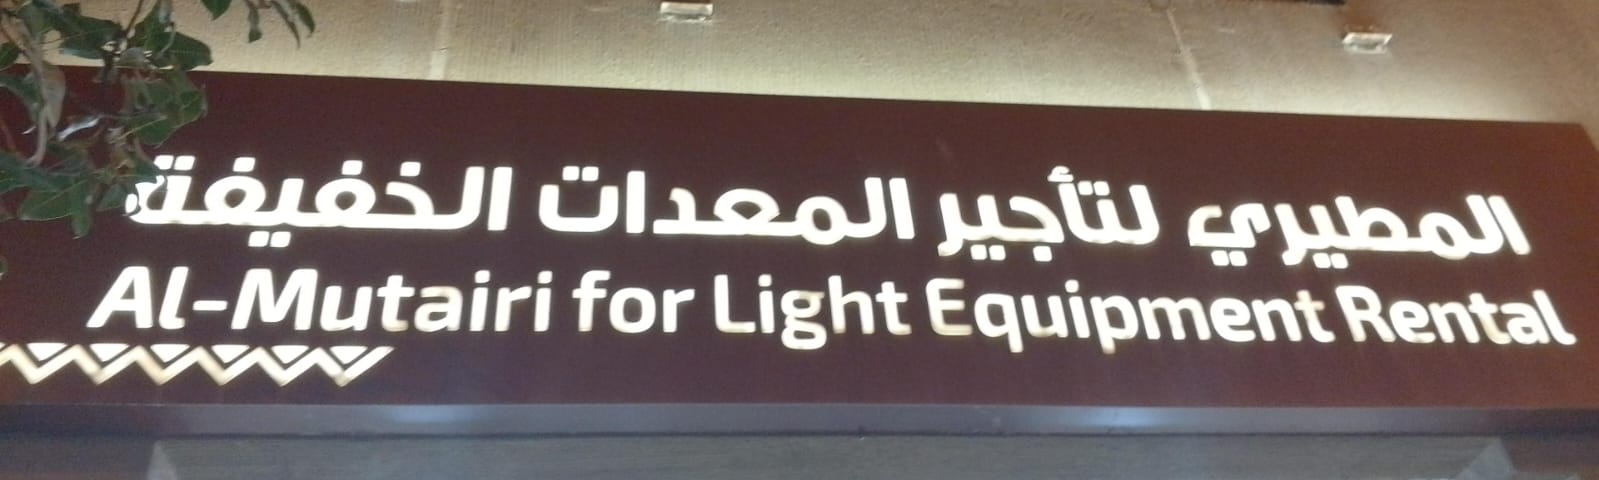 المطيري لتأجير المعدات الخفيفة
Al-Mutairi for Light Equipment Rental